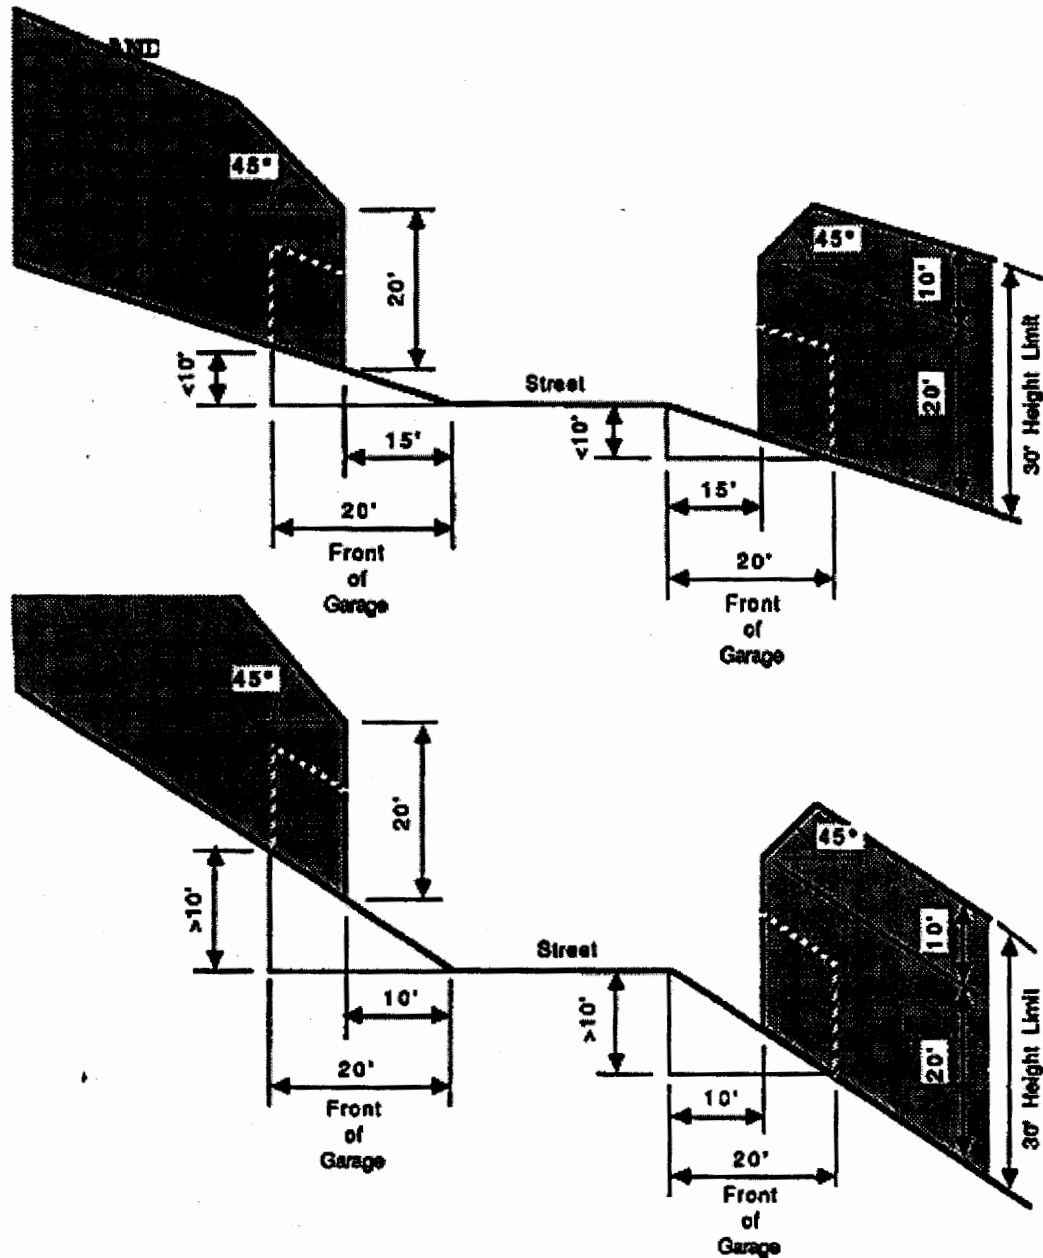 AND
45°
20'
<10'
15'
20'
Front
of
Garage
Street
<10'
15'
20'
Front
of
Garage
45°
10'
20'
30' Height Limit
45°
20'
>10'
10'
20'
Front
of
Garage
Street
>10'
10'
20'
Front
of
Garage
45°
10'
20'
30' Height Limit